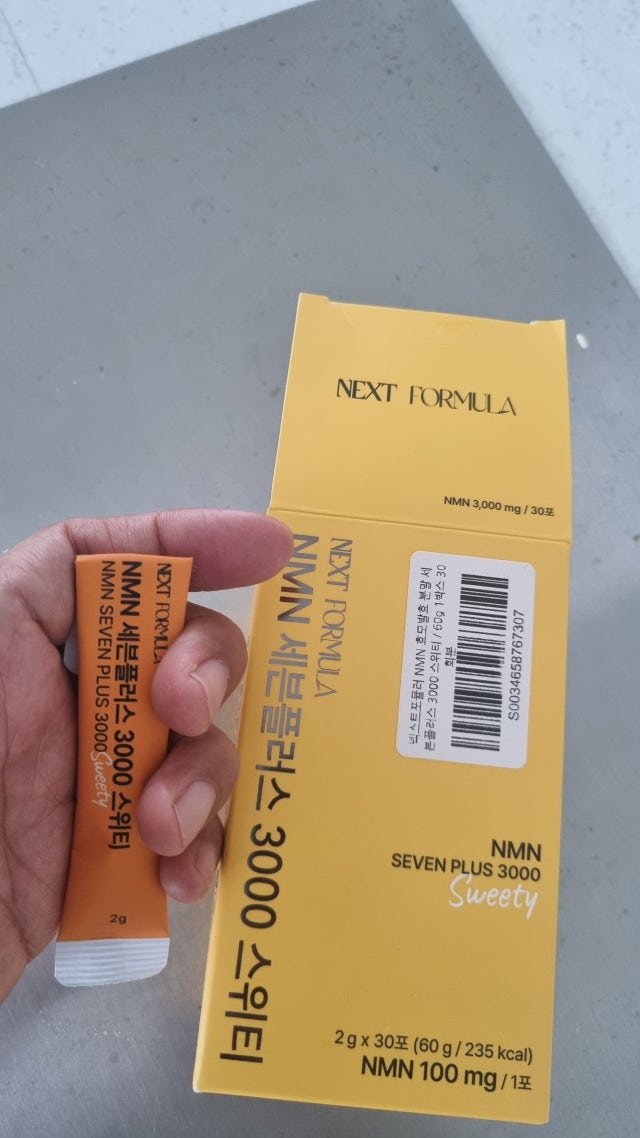 NEXT FORMULA
NMN 3,000 mg / 30포
NEXT FORMULA
NMN 세븐플러스 3000 스위티
넥스트포뮬러 NMN 효모발효 분말 세
븐플러스 3000 스위티 / 60g 1박스 30
회분
S0034658767307
NMN
SEVEN PLUS 3000
Sweety
2 g x 30포 (60 g / 235 kcal)
NMN 100 mg / 1포
NEXT FORMULA
NMN 세븐플러스 3000 스위티
NMN SEVEN PLUS 3000 Sweety
2g